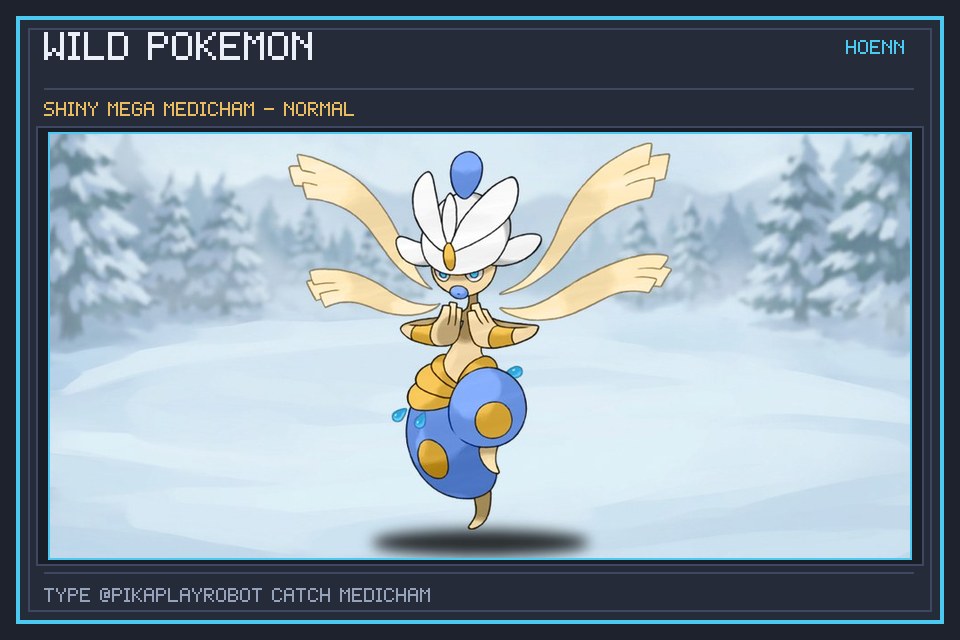 WILD POKEMON
HOENN
SHINY MEGA MEDICHAM - NORMAL
TYPE @PIKAPLAYROBOT CATCH MEDICHAM